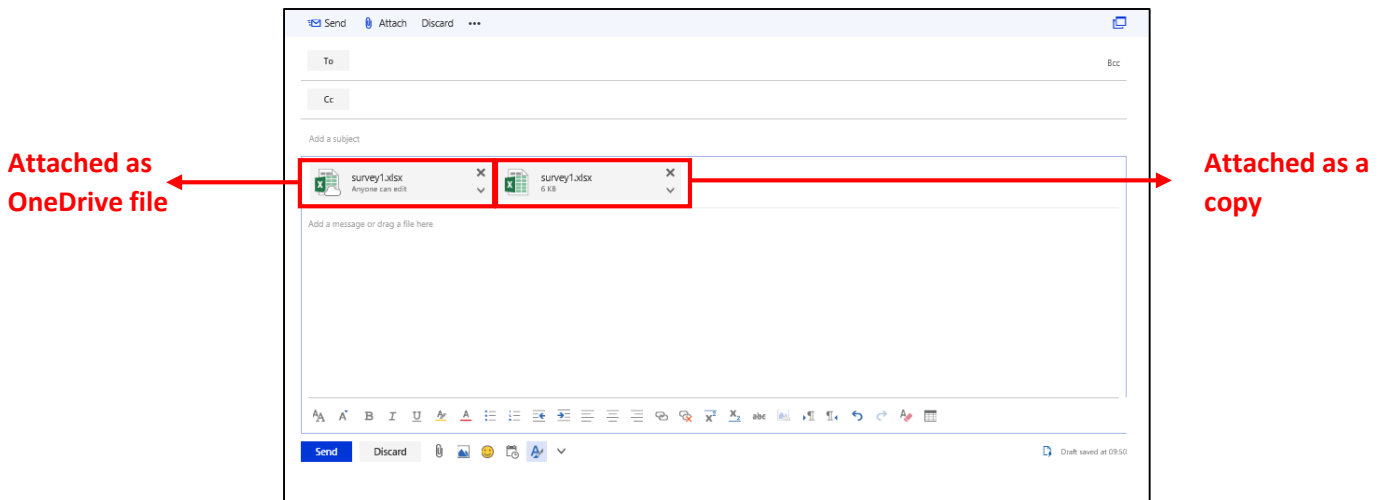 Send Attach Discard •••
To
Bcc
Cc
Add a subject
Attached as
OneDrive file
survey1.xlsx
Anyone can edit
survey1.xlsx
6 KB
Attached as a
copy
Add a message or drag a file here
Send Discard
Draft saved at 09:50